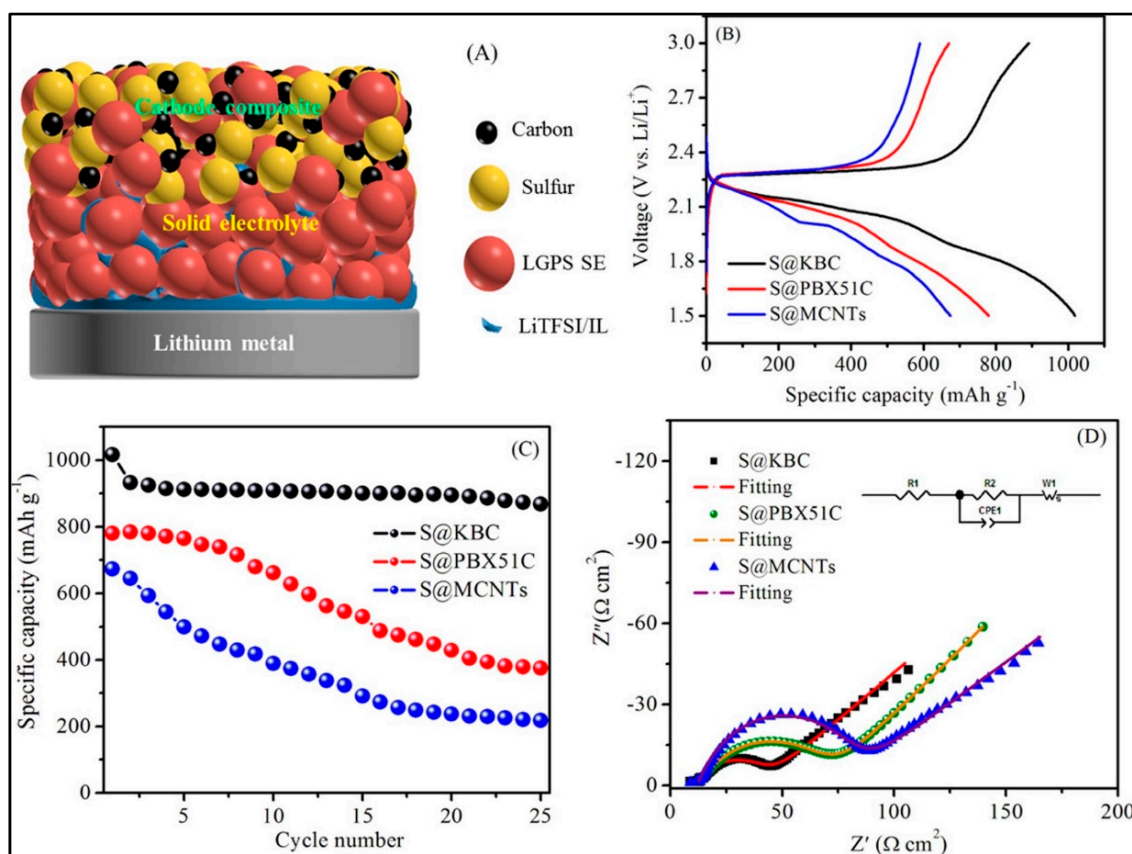 (A)
Cathode composite
Solid electrolyte
Lithium metal
Carbon
Sulfur
LGPS SE
LiTFSI/IL
(B)
Voltage (V vs. Li/Li⁺)
3.0
2.7
2.4
2.1
1.8
1.5
S@KBC
S@PBX51C
S@MCNTs
0 200 400 600 800 1000
Specific capacity (mAh g⁻¹)
(C)
Specific capacity (mAh g⁻¹)
1000
800
600
400
200
0
S@KBC
S@PBX51C
S@MCNTs
5 10 15 20 25
Cycle number
(D)
Z″(Ω cm²)
-120
-90
-60
-30
0
S@KBC
Fitting
S@PBX51C
Fitting
S@MCNTs
Fitting
R1 R2 W1
CPE1
s
0 50 100 150 200
Z′ (Ω cm²)